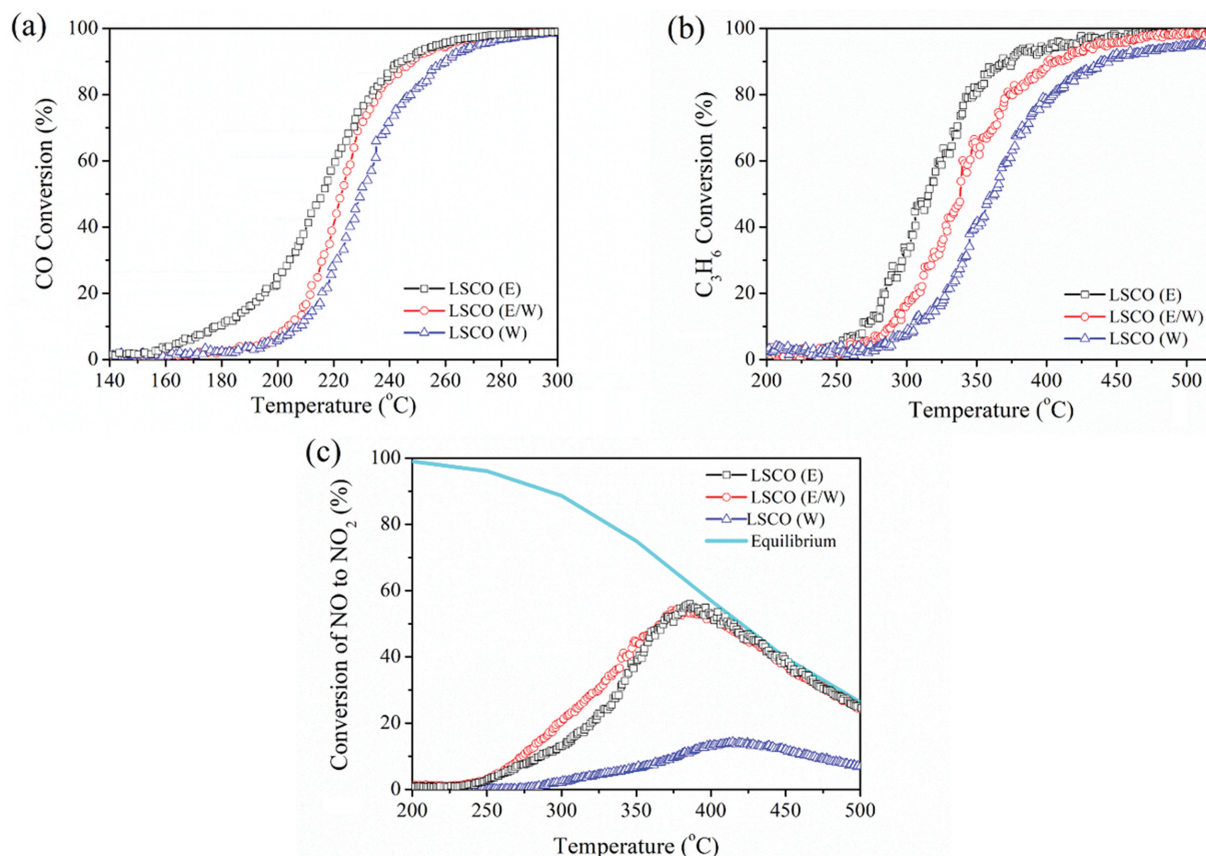 (a)
CO Conversion (%)
100
80
60
40
20
0
LSCO (E)
LSCO (E/W)
LSCO (W)
140 160 180 200 220 240 260 280 300
Temperature (°C)
(b)
C₃H₆ Conversion (%)
100
80
60
40
20
0
LSCO (E)
LSCO (E/W)
LSCO (W)
200 250 300 350 400 450 500
Temperature (°C)
(c)
Conversion of NO to NO₂ (%)
100
80
60
40
20
0
LSCO (E)
LSCO (E/W)
LSCO (W)
Equilibrium
200 250 300 350 400 450 500
Temperature (°C)